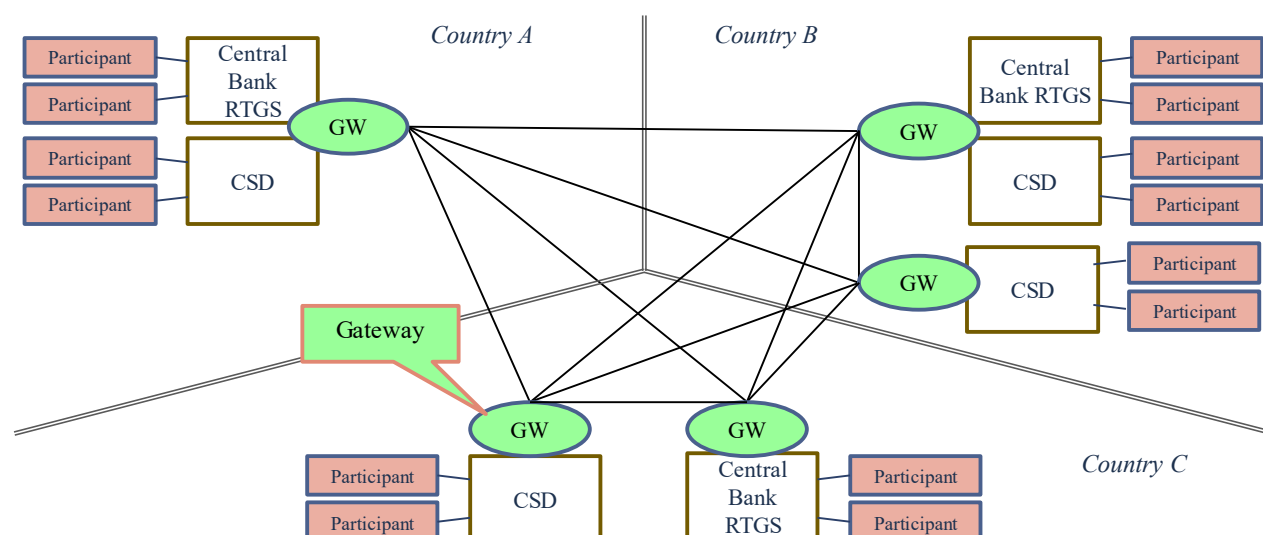 Country A
Country B
Participant
Participant
Central
Bank
RTGS
GW
Participant
Participant
CSD
GW
Central
Bank RTGS
Participant
Participant
CSD
Participant
Participant
GW
CSD
Participant
Participant
Gateway
GW
GW
Country C
Participant
Participant
CSD
Central
Bank
RTGS
Participant
Participant